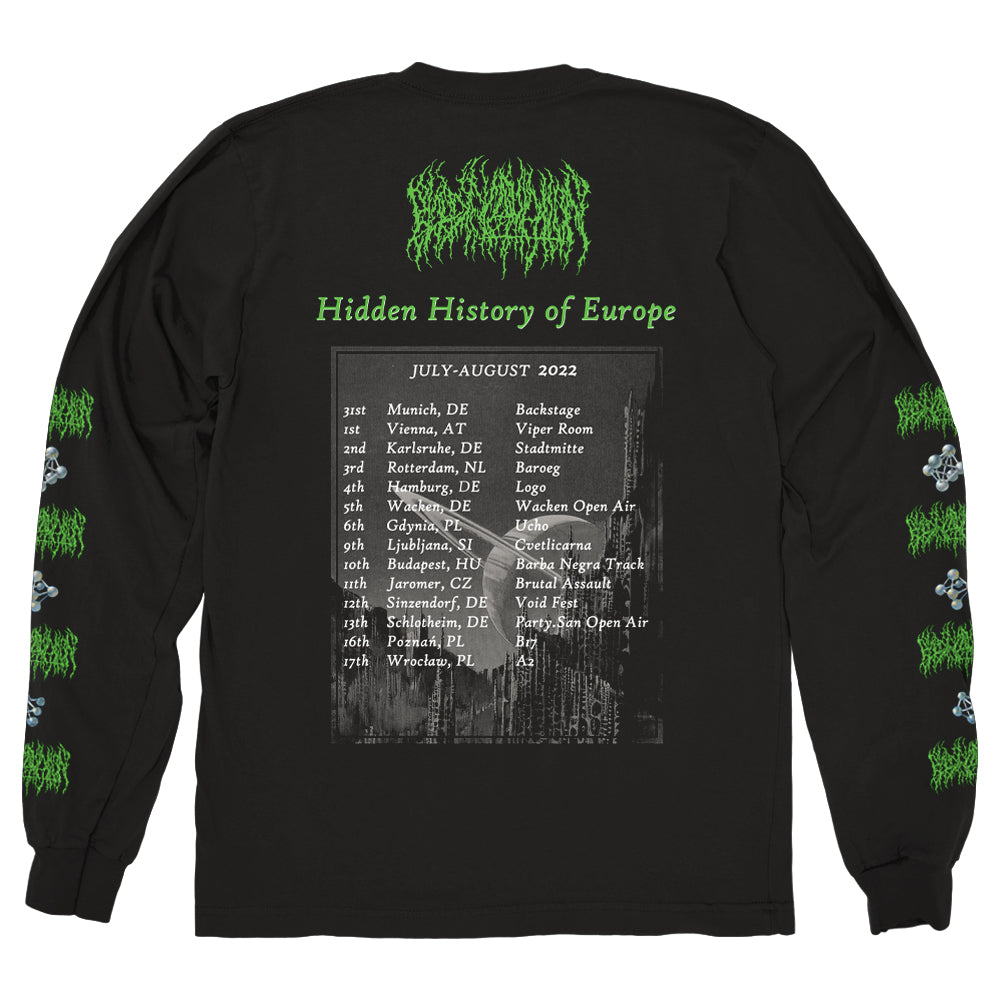 Hidden History of Europe
JULY-AUGUST 2022
31st Munich, DE Backstage
1st Vienna, AT Viper Room
2nd Karlsruhe, DE Stadtmitte
3rd Rotterdam, NL Baroeg
4th Hamburg, DE Logo
5th Wacken, DE Wacken Open Air
6th Gdynia, PL Ucho
9th Ljubljana, SI Cvetlicarna
10th Budapest, HU Barba Negra Track
11th Jaromer, CZ Brutal Assault
12th Sinzendorf, DE Void Fest
13th Schlotheim, DE Party.San Open Air
16th Poznań, PL B17
17th Wrocław, PL A2